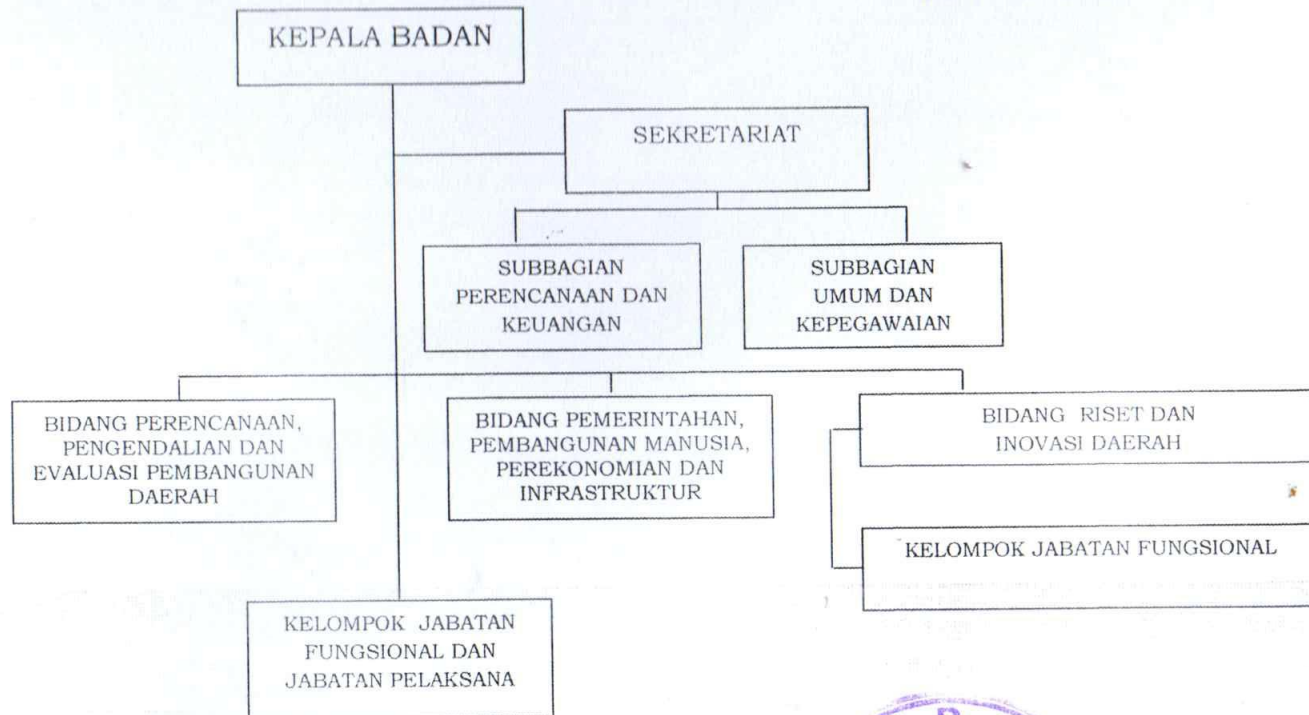 KEPALA BADAN
SEKRETARIAT
SUBBAGIAN
PERENCANAAN DAN
KEUANGAN
SUBBAGIAN
UMUM DAN
KEPEGAWAIAN
BIDANG PERENCANAAN,
PENGENDALIAN DAN
EVALUASI PEMBANGUNAN
DAERAH
BIDANG PEMERINTAHAN,
PEMBANGUNAN MANUSIA,
PEREKONOMIAN DAN
INFRASTRUKTUR
BIDANG RISET DAN
INOVASI DAERAH
KELOMPOK JABATAN FUNGSIONAL
KELOMPOK JABATAN
FUNGSIONAL DAN
JABATAN PELAKSANA